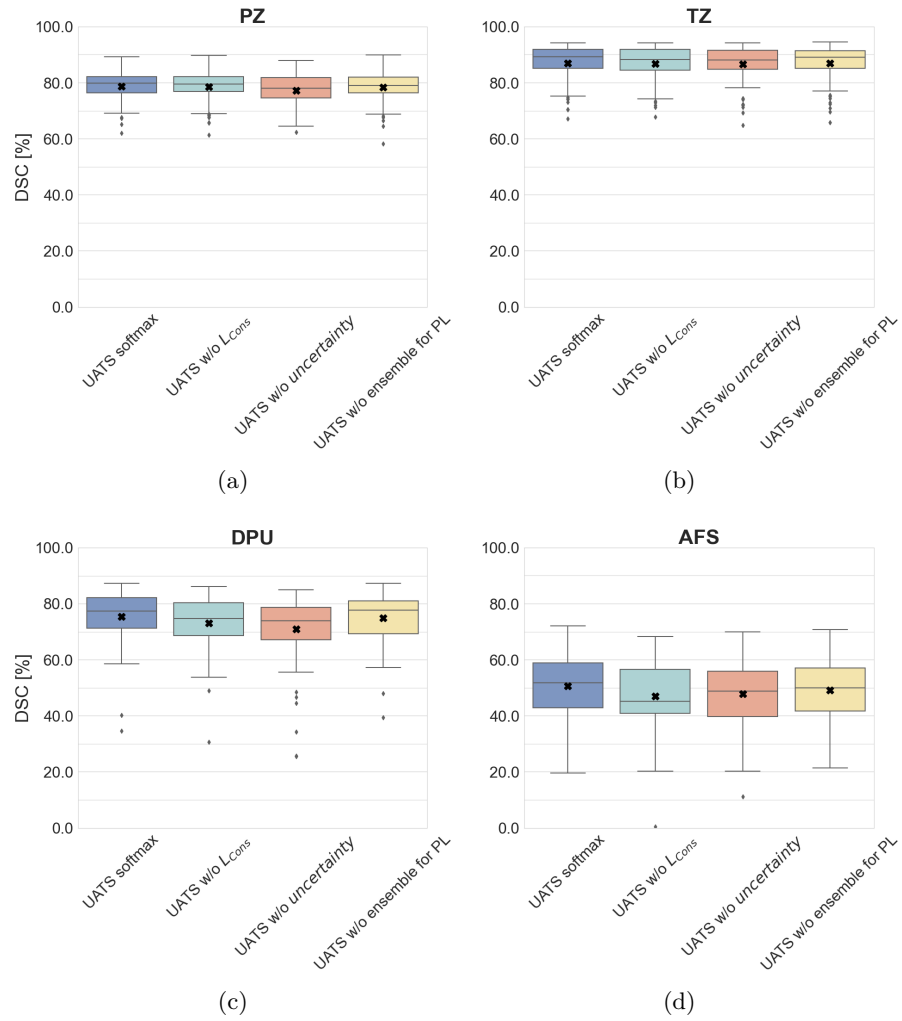 PZ
DSC [%]
100.0
80.0
60.0
40.0
20.0
0.0
UATS softmax
UATS w/o L_Cons
UATS w/o uncertainty
UATS w/o ensemble for PL
(a)
TZ
100.0
80.0
60.0
40.0
20.0
0.0
UATS softmax
UATS w/o L_Cons
UATS w/o uncertainty
UATS w/o ensemble for PL
(b)
DPU
DSC [%]
100.0
80.0
60.0
40.0
20.0
0.0
UATS softmax
UATS w/o L_Cons
UATS w/o uncertainty
UATS w/o ensemble for PL
(c)
AFS
100.0
80.0
60.0
40.0
20.0
0.0
UATS softmax
UATS w/o L_Cons
UATS w/o uncertainty
UATS w/o ensemble for PL
(d)